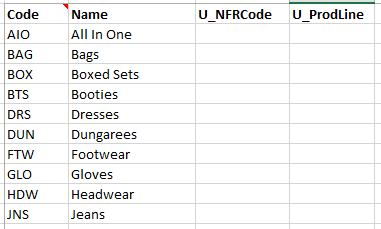 Code Name U_NFRCode U_ProdLine
AIO All In One
BAG Bags
BOX Boxed Sets
BTS Booties
DRS Dresses
DUN Dungarees
FTW Footwear
GLO Gloves
HDW Headwear
JNS Jeans